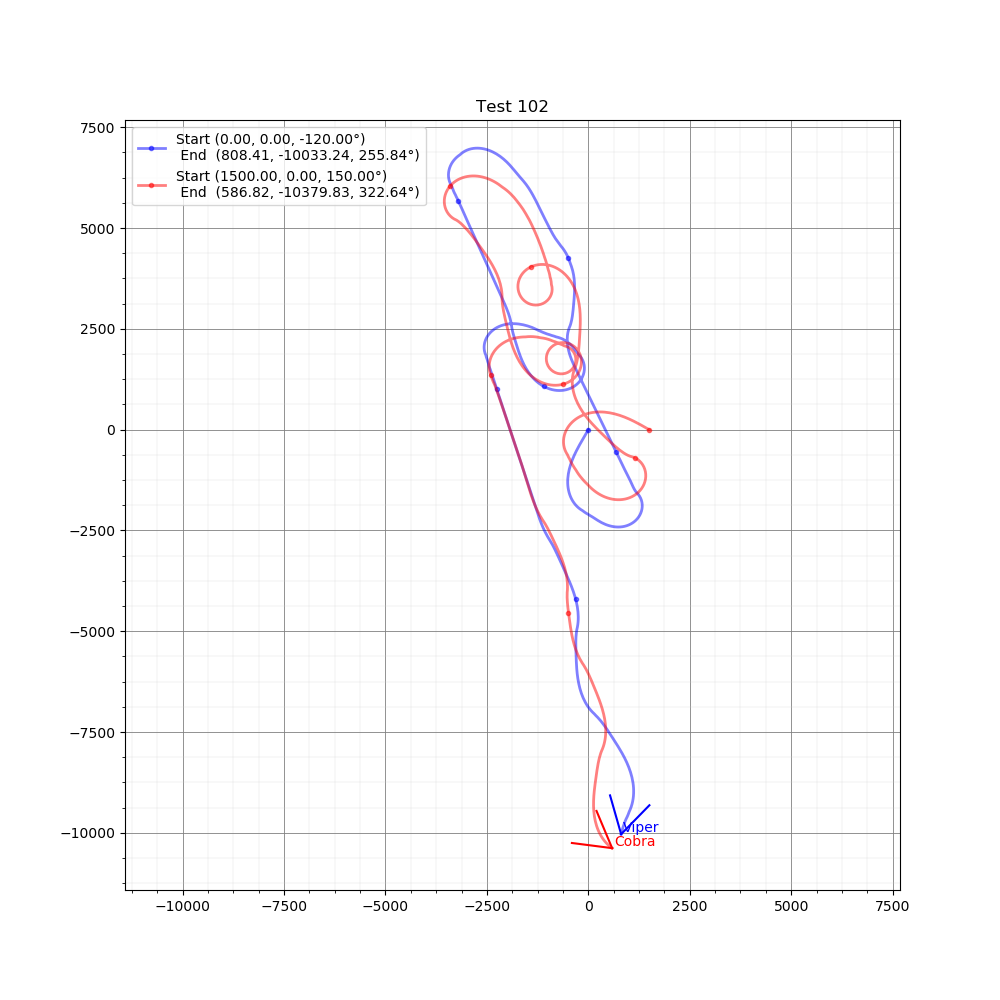 Test 102
Start (0.00, 0.00, -120.00°)
End (808.41, -10033.24, 255.84°)
Start (1500.00, 0.00, 150.00°)
End (586.82, -10379.83, 322.64°)
7500
5000
2500
0
−2500
−5000
−7500
−10000
Viper
Cobra
−10000 −7500 −5000 −2500 0 2500 5000 7500